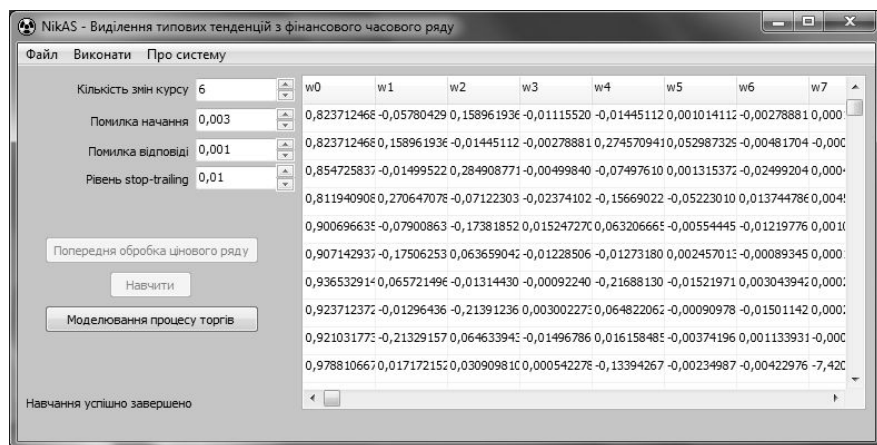 NikAS - Виділення типових тенденцій з фінансового часового ряду
Файл Виконати Про систему
Кількість змін курсу 6
Помилка начання 0,003
Помилка відповіді 0,001
Рівень stop-trailing 0,01
Попередня обробка цінового ряду
Навчити
Моделювання процесу торгів
Навчання успішно завершено
w0 w1 w2 w3 w4 w5 w6 w7
0,823712468 -0,05780429 0,158961936 -0,01115520 -0,01445112 0,001014112 -0,00278881 0,000
0,823712468 0,158961936 -0,01445112 -0,00278881 0,274570941 0,052987329 -0,00481704 -0,000
0,854725837 -0,01499522 0,284908771 -0,00499840 -0,07497610 0,001315372 -0,02499204 0,000
0,811940908 0,270647078 -0,07122303 -0,02374102 -0,15669022 -0,05223010 0,013744786 0,004
0,900696635 -0,07900863 -0,17381852 0,015247270 0,063206665 -0,00554445 -0,01219776 0,001
0,907142937 -0,17506253 0,063659042 -0,01228506 -0,01273180 0,002457013 -0,00089345 0,000
0,936532914 0,065721496 -0,01314430 -0,00092240 -0,21688130 -0,01521971 0,003043942 0,000
0,923712372 -0,01296436 -0,21391236 0,003002273 0,064822062 -0,00090978 -0,01501142 0,000
0,921031773 -0,21329157 0,064633943 -0,01496786 0,016158485 -0,00374196 0,001133931 -0,000
0,978810667 0,017172152 0,030909810 0,000542278 -0,13394267 -0,00234987 -0,00422976 -7,420